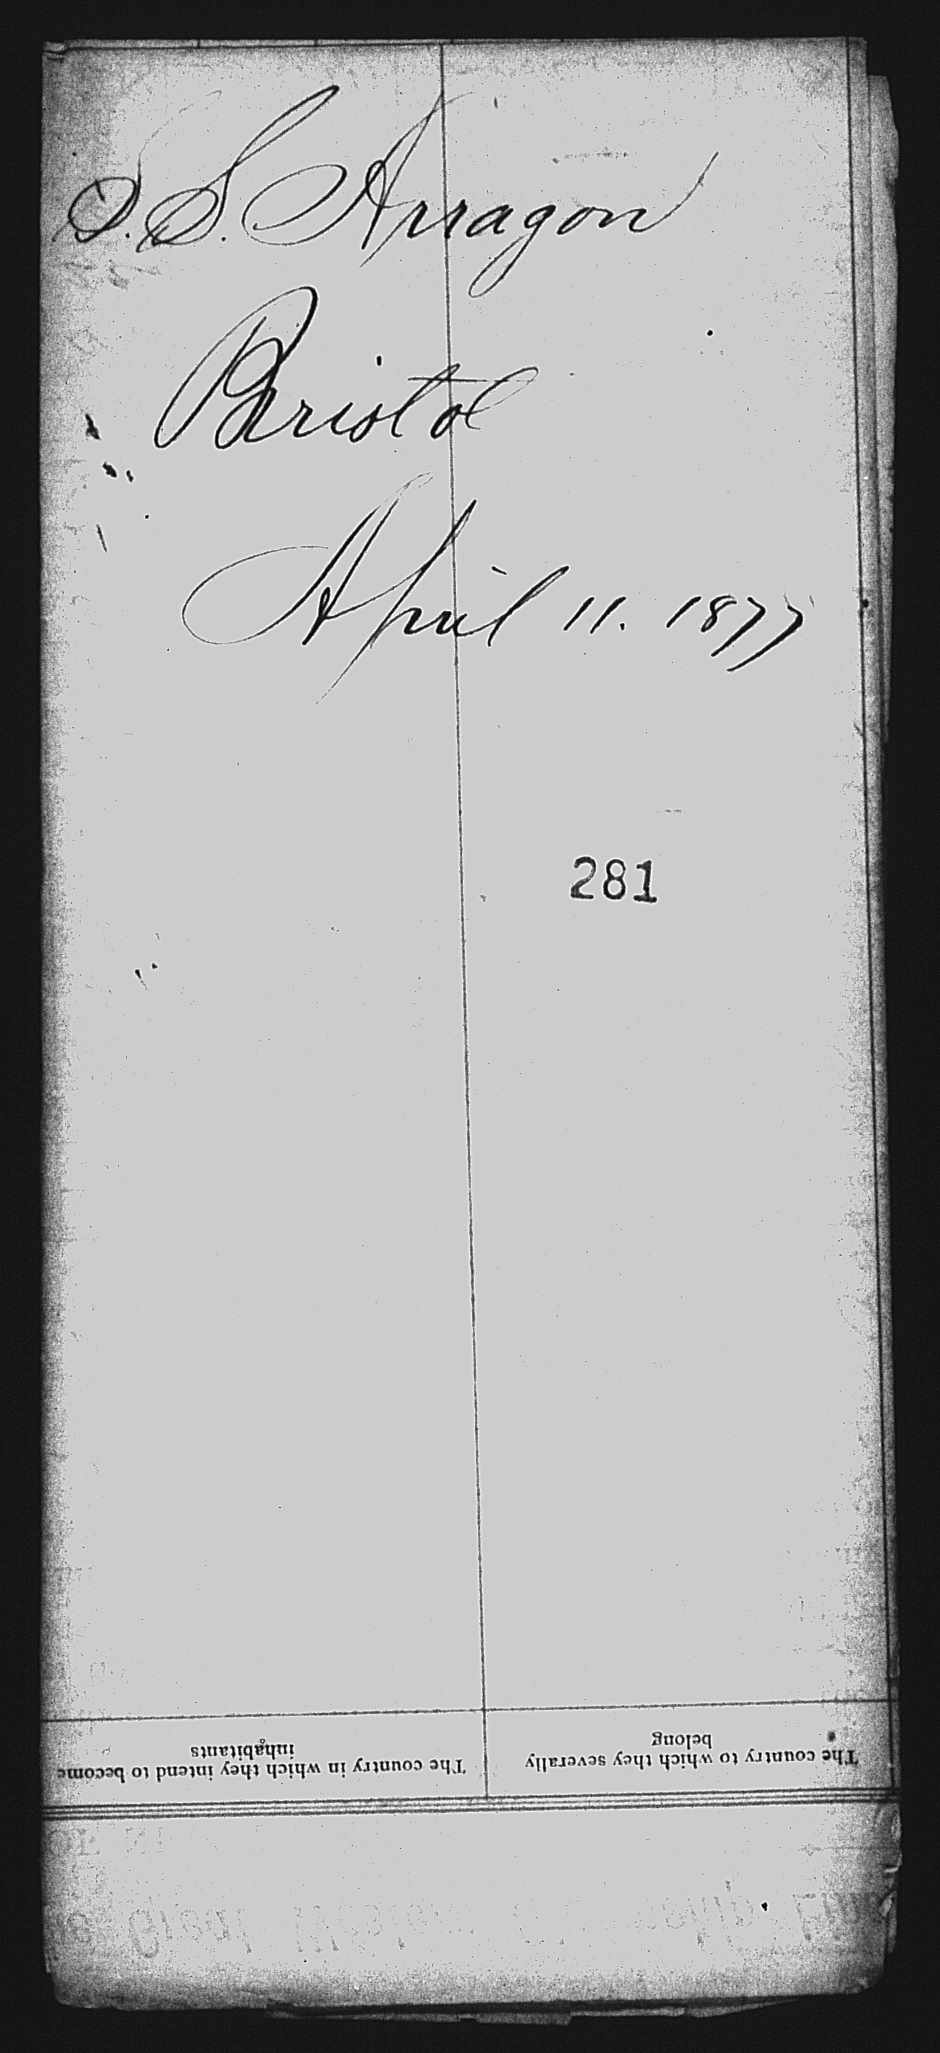 S.S. Arragon
Bristol
April 11. 1877
281
The country in which they intend to become
inhabitants
The country to which they severally
belong